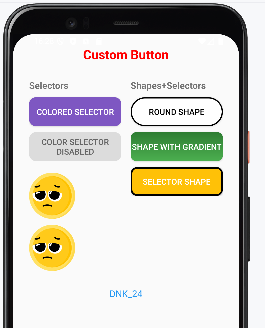 Custom Button
Selectors
Shapes+Selectors
COLORED SELECTOR
ROUND SHAPE
COLOR SELECTOR
DISABLED
SHAPE WITH GRADIENT
SELECTOR SHAPE
DNK_24